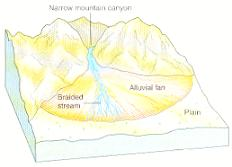 Narrow mountain canyon
Alluvial fan
Braided
stream
Plain